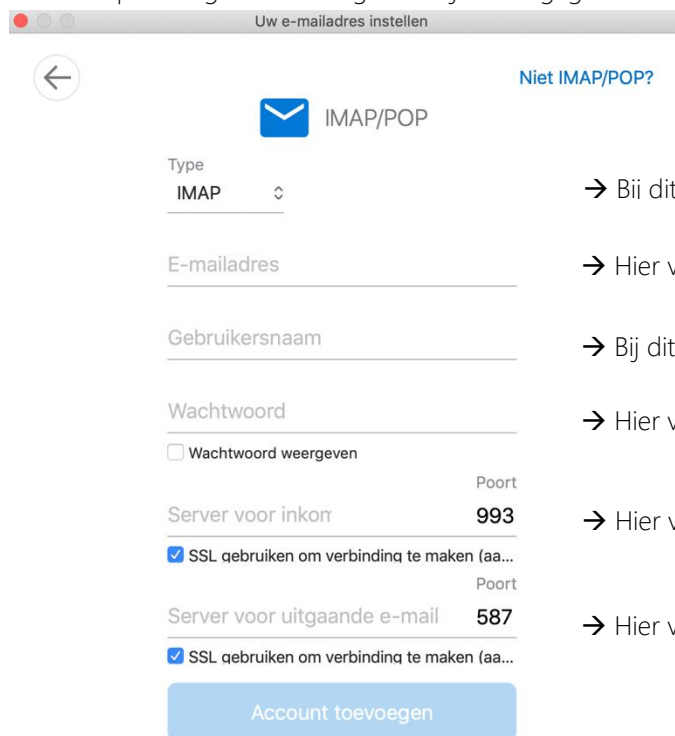 Uw e-mailadres instellen
Niet IMAP/POP?
IMAP/POP
Type
IMAP
→ Bij dit
E-mailadres
→ Hier v
Gebruikersnaam
→ Bij dit
Wachtwoord
→ Hier v
Wachtwoord weergeven
Poort
Server voor inkom 993
→ Hier v
SSL gebruiken om verbinding te maken (aa...
Poort
Server voor uitgaande e-mail 587
→ Hier v
SSL gebruiken om verbinding te maken (aa...
Account toevoegen